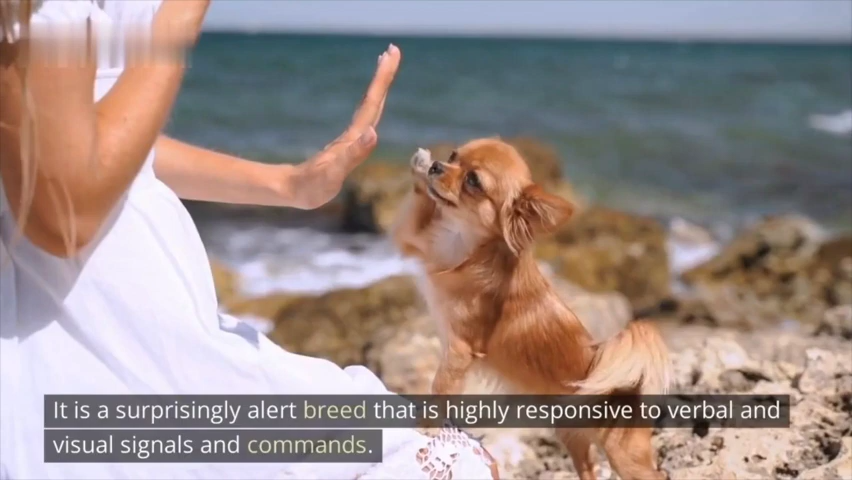 It is a surprisingly alert breed that is highly responsive to verbal and
visual signals and commands.